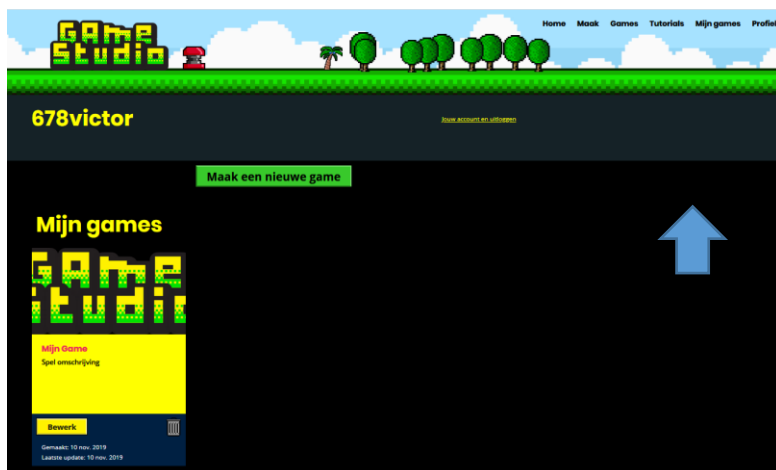 GAME
STUDIO
Home Maak Games Tutorials Mijn games Profiel
678victor
Jouw account en uitloggen
Maak een nieuwe game
Mijn games
GAME
STUDIO
Mijn Game
Spel omschrijving
Bewerk
Gemaakt: 10 nov. 2019
Laatste update: 10 nov. 2019